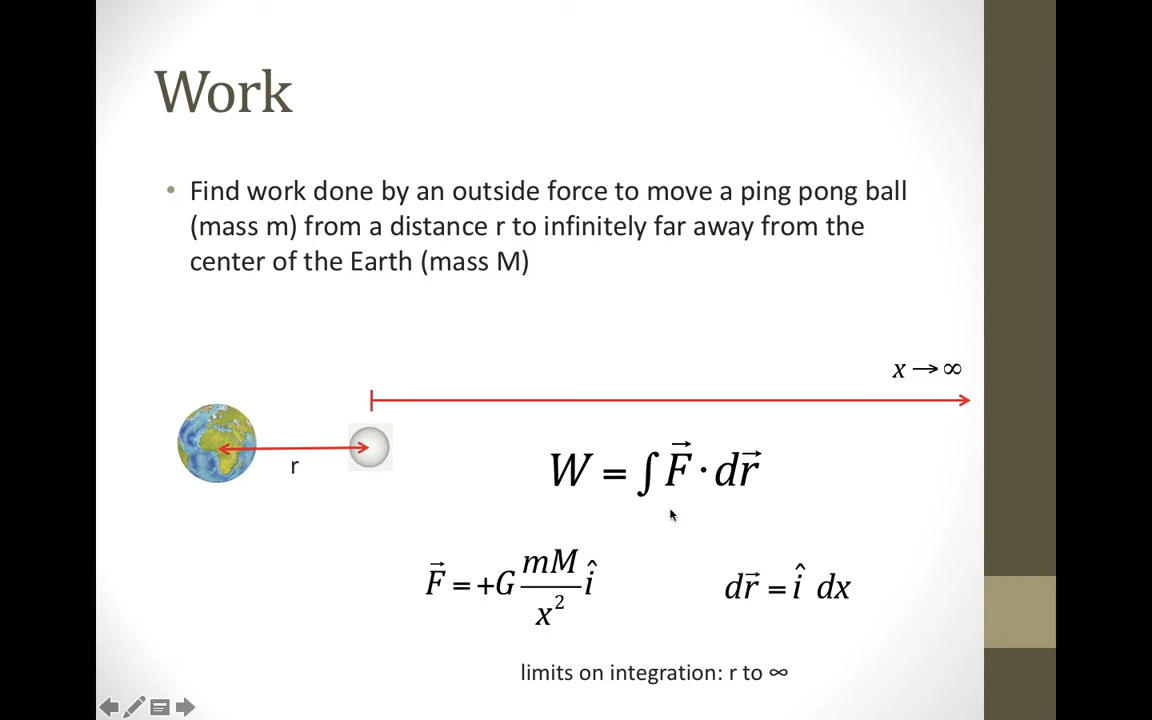 Work
• Find work done by an outside force to move a ping pong ball
(mass m) from a distance r to infinitely far away from the
center of the Earth (mass M)
x → ∞
r
W = ∫ F⃗ · dr⃗
F⃗ = +G mM/x² î
dr⃗ = î dx
limits on integration: r to ∞